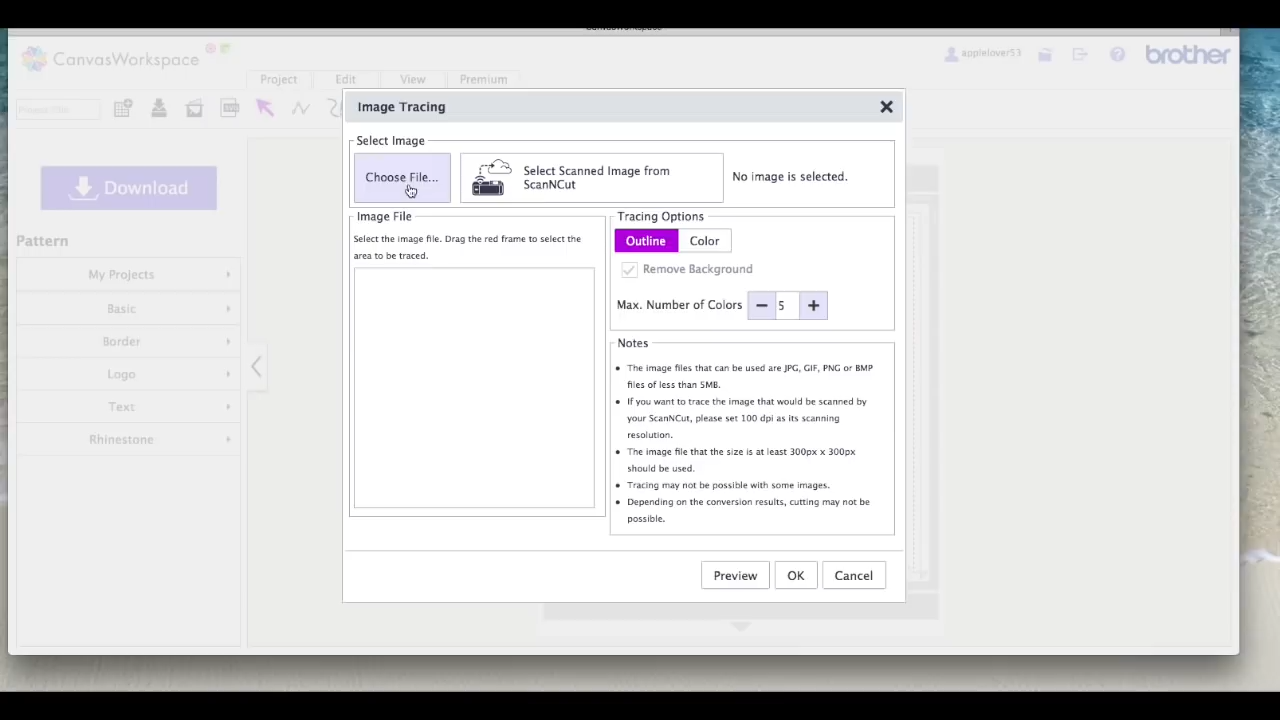 CanvasWorkspace
applelover53
brother
Project Edit View Premium
Image Tracing
Select Image
Choose File...
Select Scanned Image from
ScanNCut
No image is selected.
Download
Pattern
My Projects
Basic
Border
Logo
Text
Rhinestone
Image File
Select the image file. Drag the red frame to select the
area to be traced.
Tracing Options
Outline Color
Remove Background
Max. Number of Colors − 5 +
Notes
• The image files that can be used are JPG, GIF, PNG or BMP
files of less than 5MB.
• If you want to trace the image that would be scanned by
your ScanNCut, please set 100 dpi as its scanning
resolution.
• The image file that the size is at least 300px x 300px
should be used.
• Tracing may not be possible with some images.
• Depending on the conversion results, cutting may not be
possible.
Preview OK Cancel